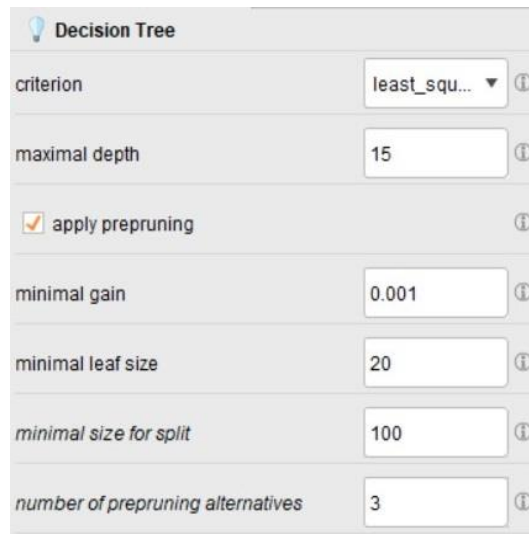 Decision Tree
criterion least_squ...
maximal depth 15
apply prepruning
minimal gain 0.001
minimal leaf size 20
minimal size for split 100
number of prepruning alternatives 3